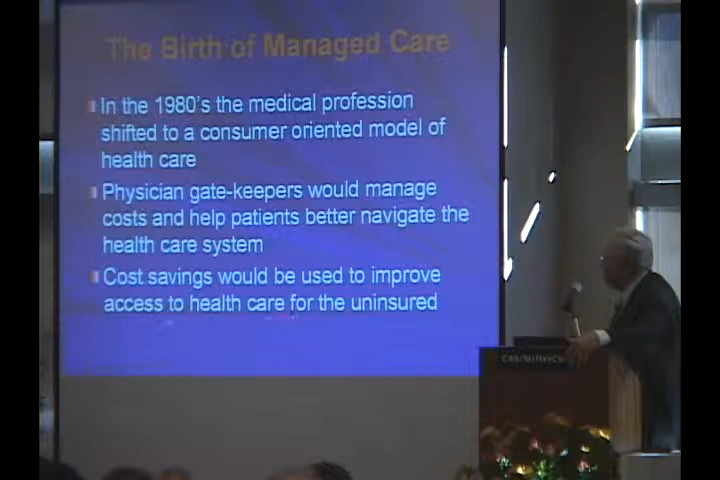 The Birth of Managed Care
In the 1980's the medical profession
shifted to a consumer oriented model of
health care
Physician gate-keepers would manage
costs and help patients better navigate the
health care system
Cost savings would be used to improve
access to health care for the uninsured